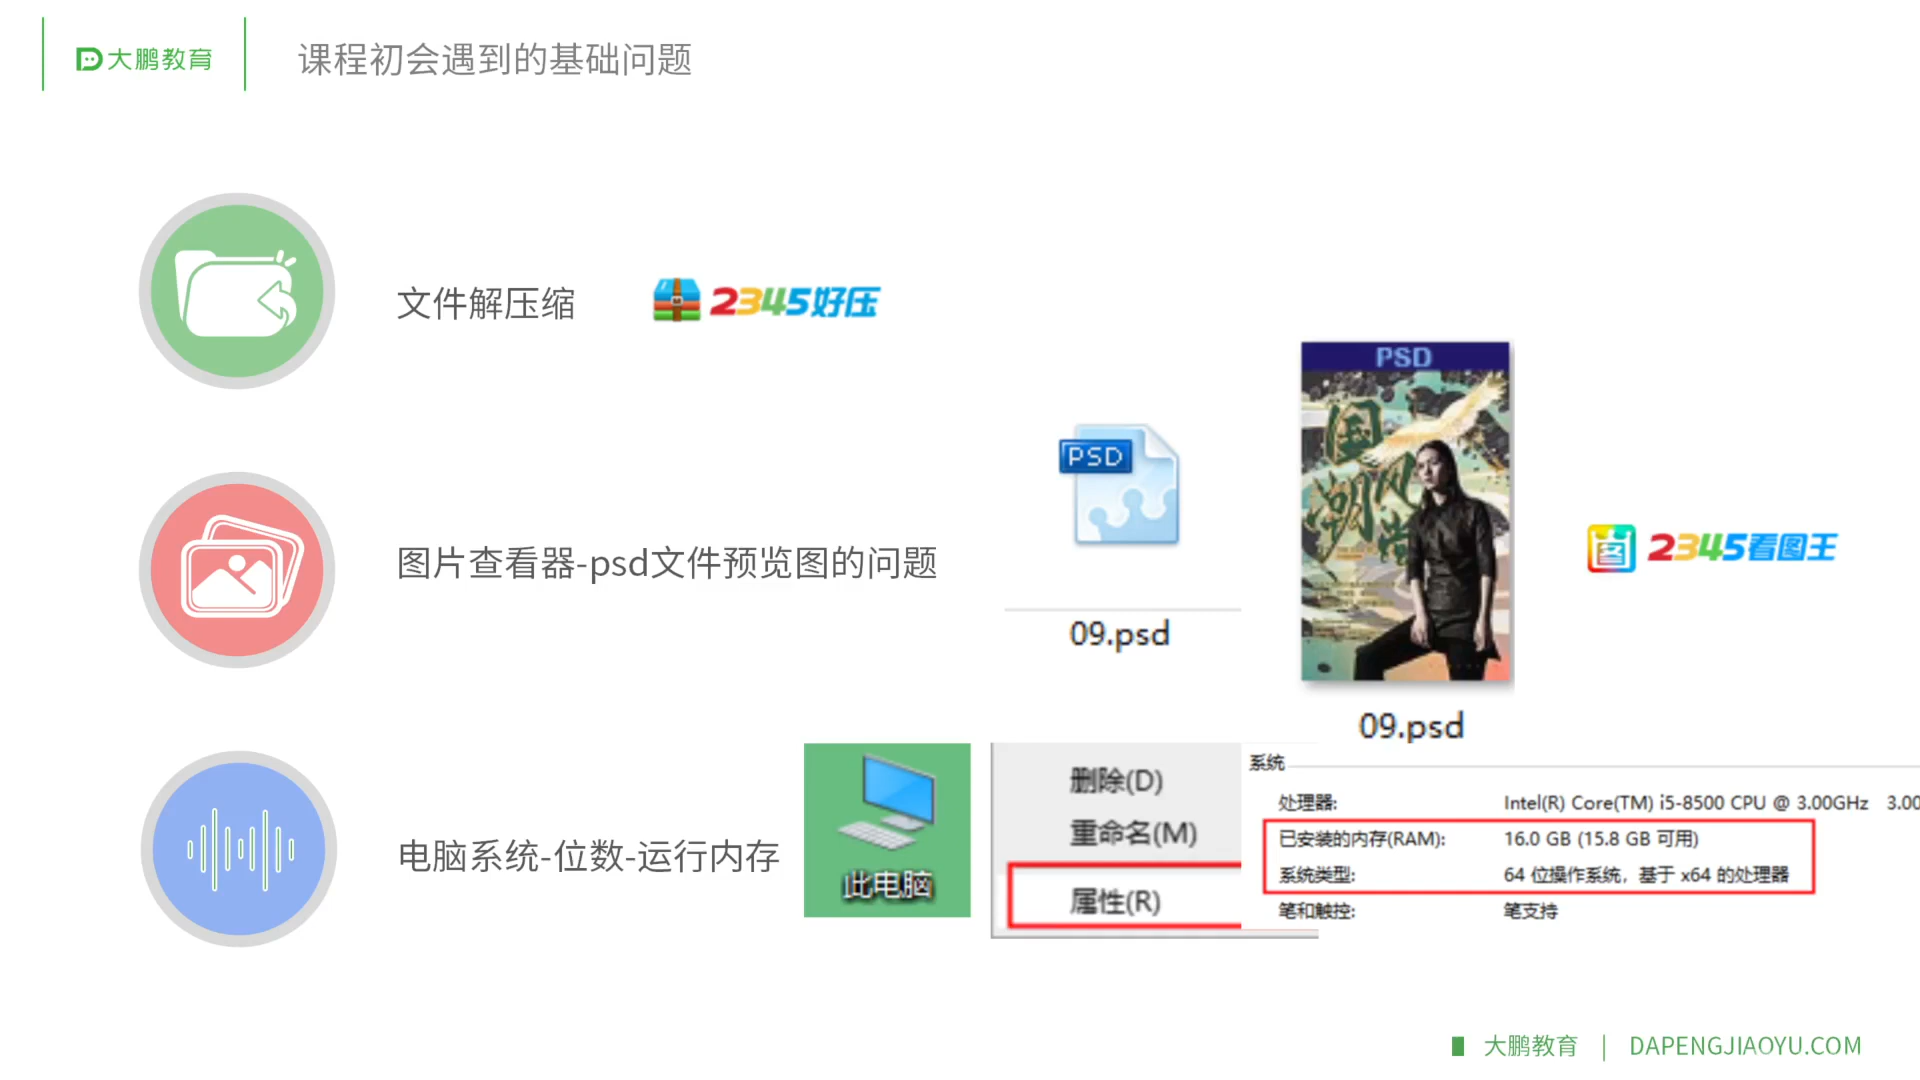 大鹏教育
课程初会遇到的基础问题
文件解压缩
2345好压
PSD
国潮风尚
PSD
图片查看器-psd文件预览图的问题
2345看图王
09.psd
09.psd
电脑系统-位数-运行内存
此电脑
删除(D)
重命名(M)
属性(R)
系统
处理器: Intel(R) Core(TM) i5-8500 CPU @ 3.00GHz 3.00
已安装的内存(RAM): 16.0 GB (15.8 GB 可用)
系统类型: 64 位操作系统，基于 x64 的处理器
笔和触控: 笔支持
大鹏教育 | DAPENGJIAOYU.COM